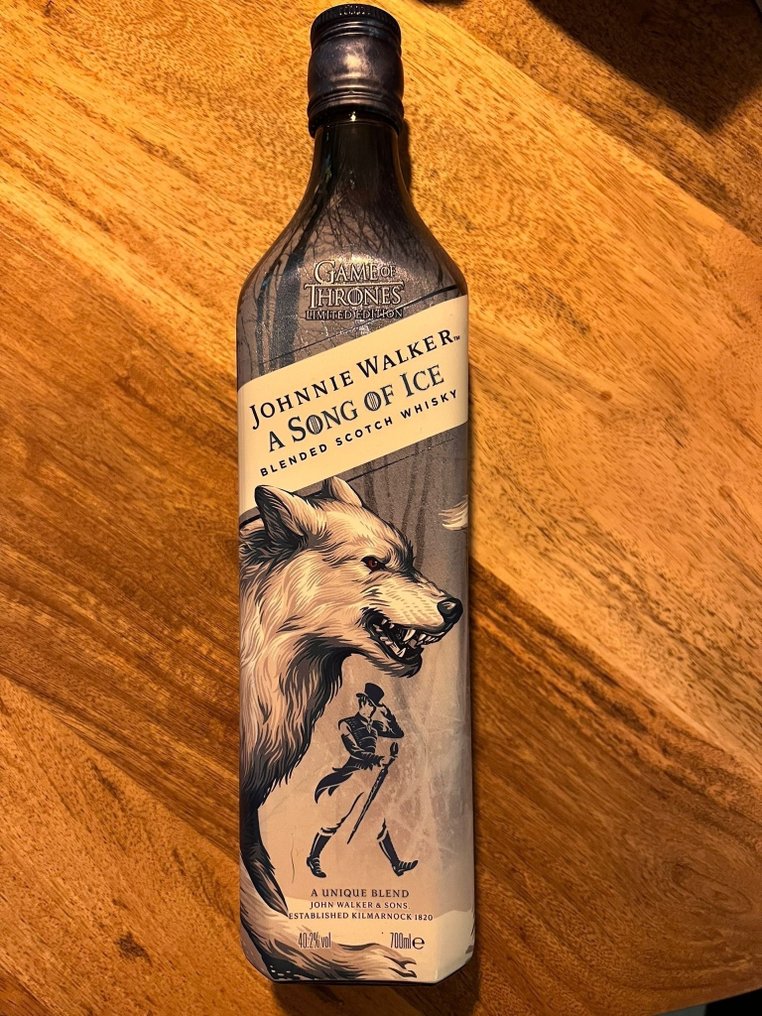 GAME OF
THRONES
LIMITED EDITION
JOHNNIE WALKER™
A SONG OF ICE
BLENDED SCOTCH WHISKY
A UNIQUE BLEND
JOHN WALKER & SONS.
ESTABLISHED KILMARNOCK 1820
40.2% vol 700ml e